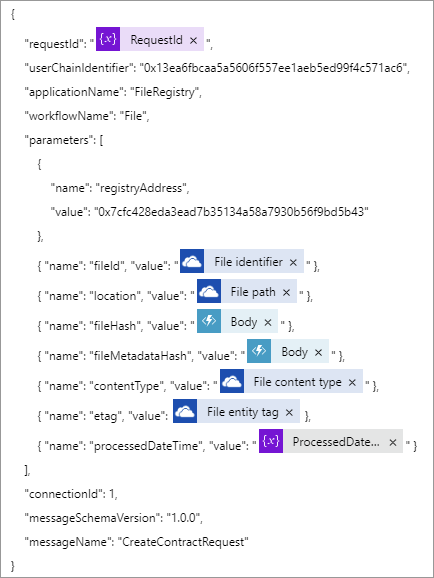 {
"requestId": " {x} RequestId × ",
"userChainIdentifier": "0x13ea6fbcaa5a5606f557ee1aeb5ed99f4c571ac6",
"applicationName": "FileRegistry",
"workflowName": "File",
"parameters": [
{
"name": "registryAddress",
"value": "0x7cfc428eda3ead7b35134a58a7930b56f9bd5b43"
},
{ "name": "fileId", "value": " File identifier × " },
{ "name": "location", "value": " File path × " },
{ "name": "fileHash", "value": " Body × " },
{ "name": "fileMetadataHash", "value": " Body × " },
{ "name": "contentType", "value": " File content type × " },
{ "name": "etag", "value": File entity tag × },
{ "name": "processedDateTime", "value": " {x} ProcessedDate... × " }
],
"connectionId": 1,
"messageSchemaVersion": "1.0.0",
"messageName": "CreateContractRequest"
}